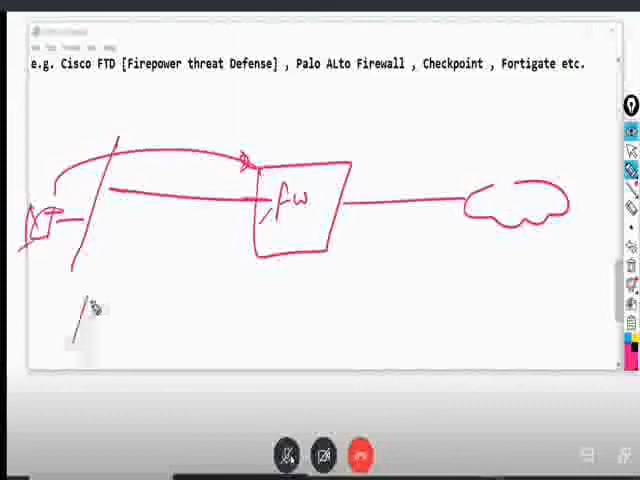 e.g. Cisco FTD [Firepower threat Defense] , Palo ALto Firewall , Checkpoint , Fortigate etc.
fw